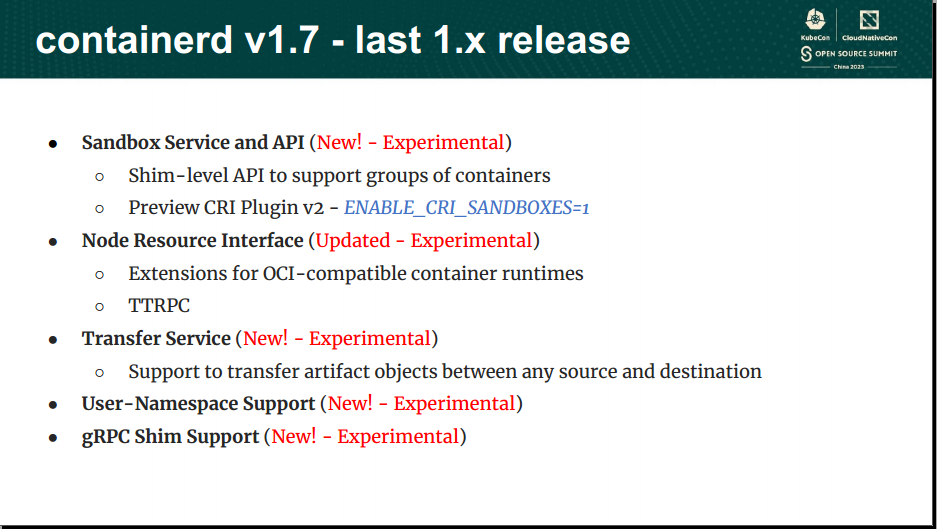 containerd v1.7 - last 1.x release
KubeCon
CloudNativeCon
OPEN SOURCE SUMMIT
China 2023
● Sandbox Service and API (New! - Experimental)
○ Shim-level API to support groups of containers
○ Preview CRI Plugin v2 - ENABLE_CRI_SANDBOXES=1
● Node Resource Interface (Updated - Experimental)
○ Extensions for OCI-compatible container runtimes
○ TTRPC
● Transfer Service (New! - Experimental)
○ Support to transfer artifact objects between any source and destination
● User-Namespace Support (New! - Experimental)
● gRPC Shim Support (New! - Experimental)